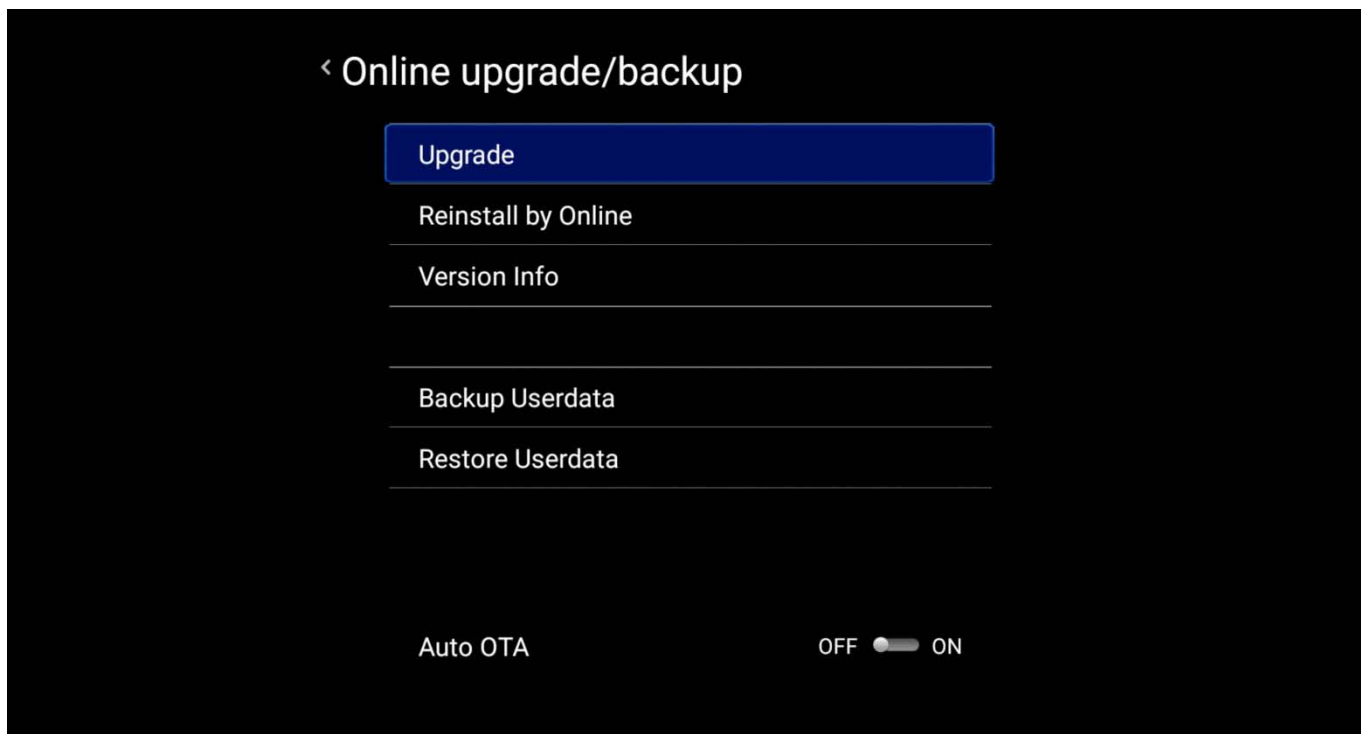 Online upgrade/backup
Upgrade
Reinstall by Online
Version Info
Backup Userdata
Restore Userdata
Auto OTA OFF ON